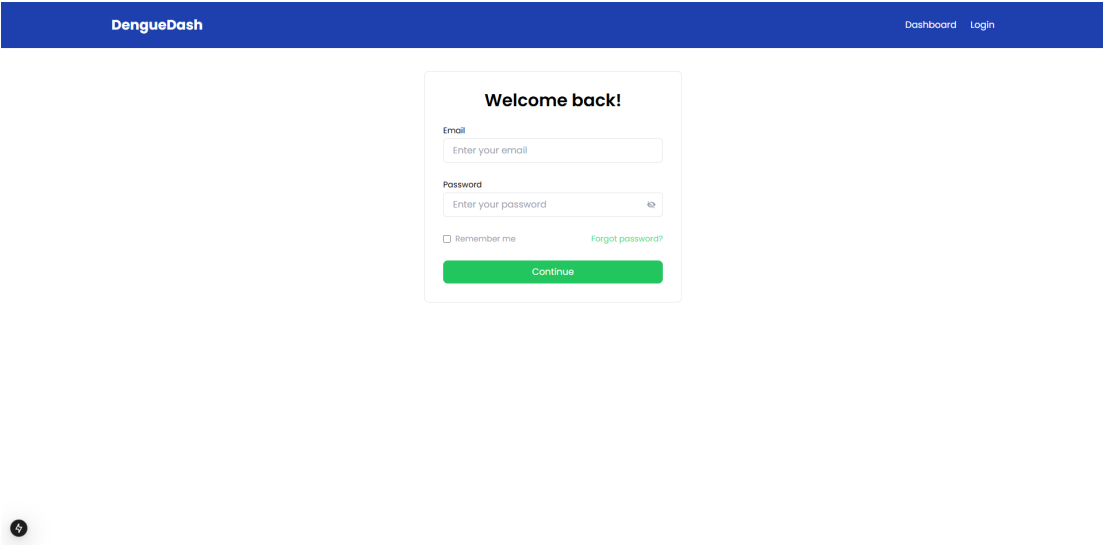 DengueDash
Dashboard Login
Welcome back!
Email
Enter your email
Password
Enter your password
Remember me Forgot password?
Continue